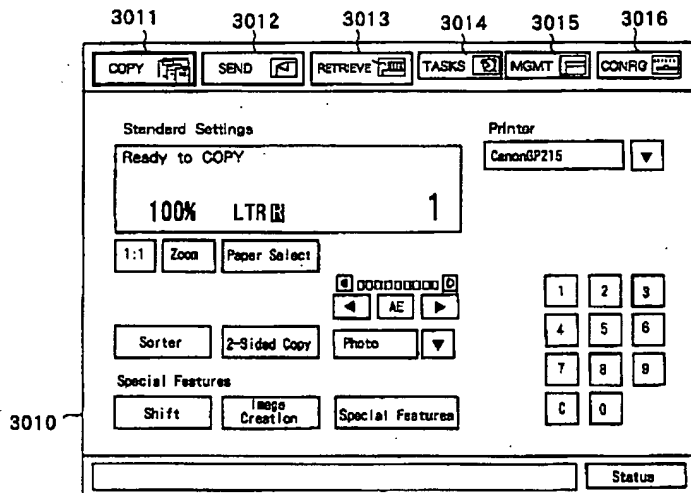 3011 3012 3013 3014 3015 3016
COPY SEND RETRIEVE TASKS MGMT CONFIG
Standard Settings Printer
Ready to COPY CanonGP215
100% LTR R 1
1:1 Zoom Paper Select
AE
1 2 3
Sorter 2-Sided Copy Photo 4 5 6
7 8 9
Special Features
Shift Image Creation Special Features C 0
3010
Status